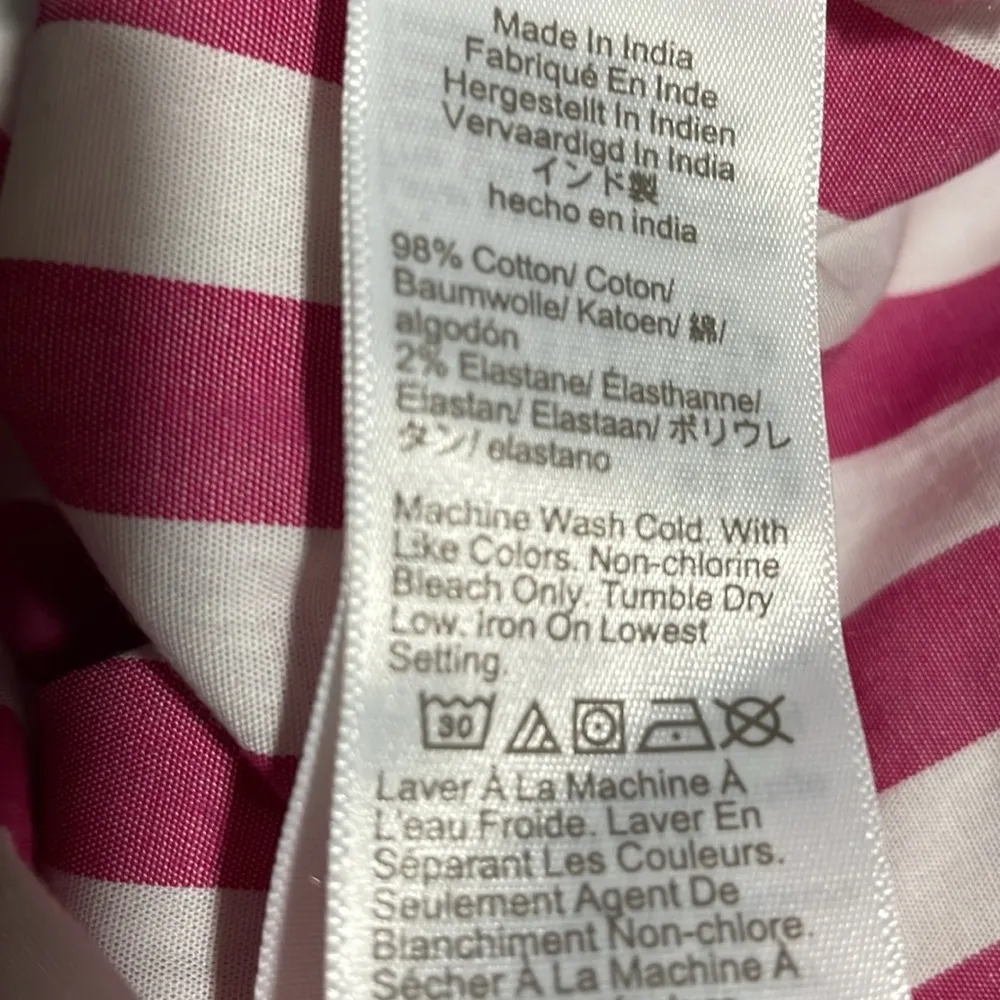 Made In India
Fabriqué En Inde
Hergestellt In Indien
Vervaardigd In India
インド製
hecho en india
98% Cotton/ Coton/
Baumwolle/ Katoen/ 綿/
algodón
2% Elastane/ Élasthanne/
Elastan/ Elastaan/ ポリウレ
タン/ elastano
Machine Wash Cold. With
Like Colors. Non-chlorine
Bleach Only. Tumble Dry
Low. Iron On Lowest
Setting.
30
Laver À La Machine À
L'eau Froide. Laver En
Séparant Les Couleurs.
Seulement Agent De
Blanchiment Non-chlore.
Sécher À La Machine À